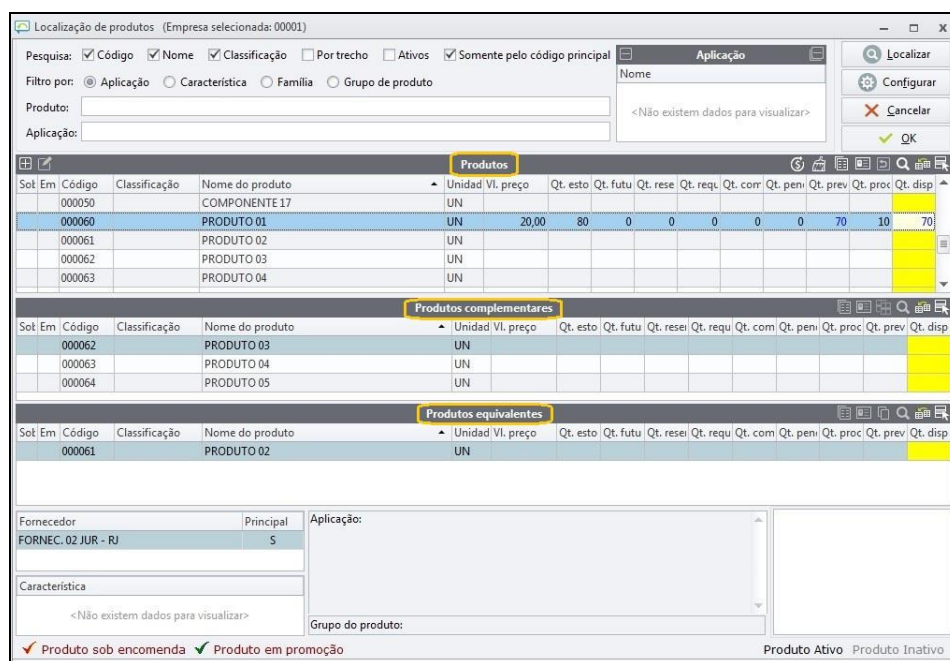 Localização de produtos (Empresa selecionada: 00001)
Pesquisa: Código Nome Classificação Por trecho Ativos Somente pelo código principal
Filtro por: Aplicação Característica Família Grupo de produto
Produto:
Aplicação:
Aplicação
Nome
<Não existem dados para visualizar>
Localizar
Configurar
Cancelar
OK
Produtos
Sob Em Código Classificação Nome do produto Unidad Vl. preço Qt. esto Qt. futu Qt. rese Qt. requ Qt. com Qt. pen Qt. prev Qt. proc Qt. disp
000050 COMPONENTE 17 UN
000060 PRODUTO 01 UN 20,00 80 0 0 0 0 0 70 10 70
000061 PRODUTO 02 UN
000062 PRODUTO 03 UN
000063 PRODUTO 04 UN
Produtos complementares
Sob Em Código Classificação Nome do produto Unidad Vl. preço Qt. esto Qt. futu Qt. rese Qt. requ Qt. com Qt. pen Qt. proc Qt. prev Qt. disp
000062 PRODUTO 03 UN
000063 PRODUTO 04 UN
000064 PRODUTO 05 UN
Produtos equivalentes
Sob Em Código Classificação Nome do produto Unidad Vl. preço Qt. esto Qt. futu Qt. rese Qt. requ Qt. com Qt. pen Qt. proc Qt. prev Qt. disp
000061 PRODUTO 02 UN
Fornecedor Principal
FORNEC. 02 JUR - RJ S
Característica
<Não existem dados para visualizar>
Aplicação:
Grupo do produto:
Produto sob encomenda Produto em promoção Produto Ativo Produto Inativo